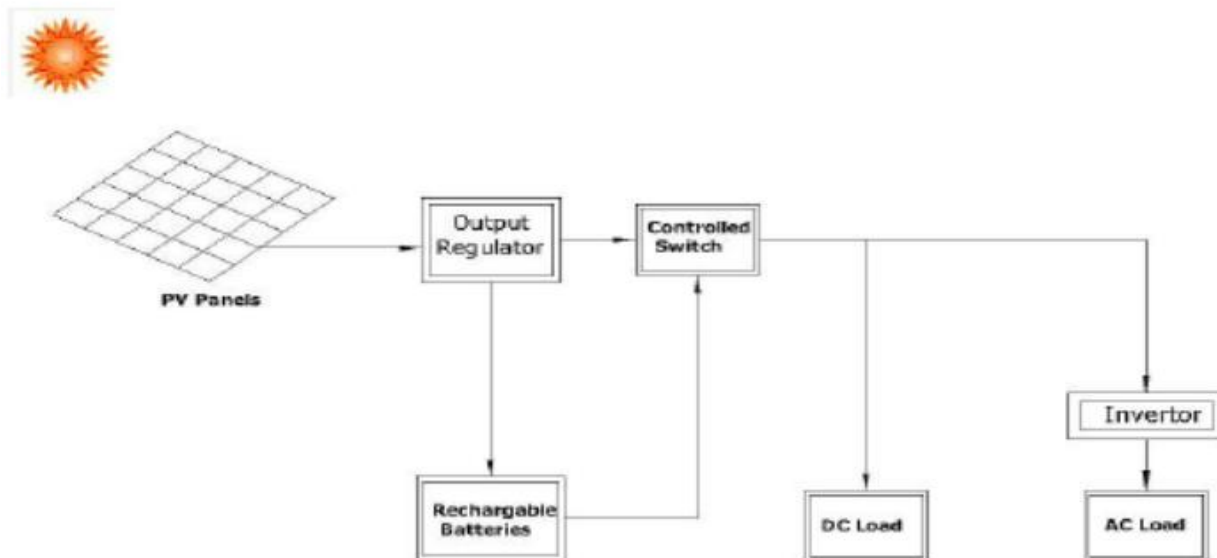 Output
Regulator
Controlled
Switch
PV Panels
Invertor
Rechargable
Batteries
DC Load
AC Load